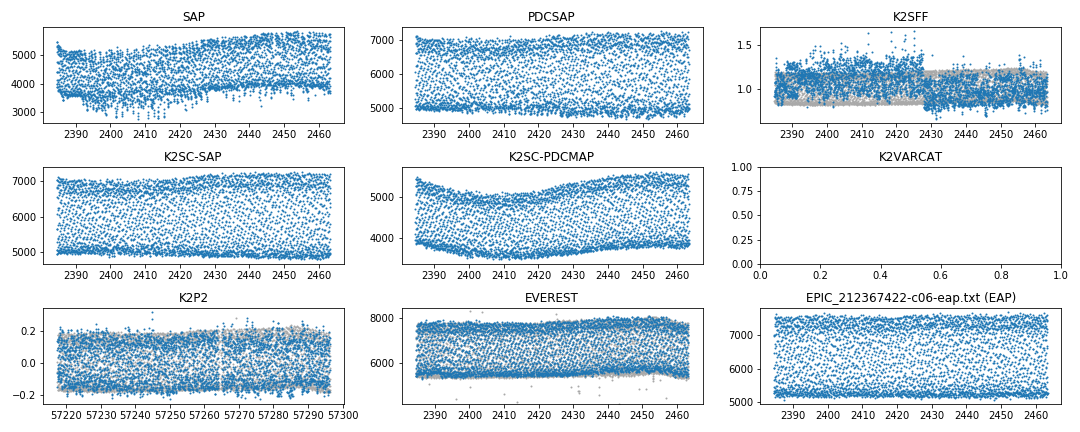 SAP PDCSAP K2SFF
5000
4000
3000
2390 2400 2410 2420 2430 2440 2450 2460
7000
6000
5000
2390 2400 2410 2420 2430 2440 2450 2460
1.5
1.0
2390 2400 2410 2420 2430 2440 2450 2460
K2SC-SAP K2SC-PDCMAP K2VARCAT
7000
6000
5000
2390 2400 2410 2420 2430 2440 2450 2460
5000
4000
2390 2400 2410 2420 2430 2440 2450 2460
1.00
0.75
0.50
0.25
0.00
0.0 0.2 0.4 0.6 0.8 1.0
K2P2 EVEREST EPIC_212367422-c06-eap.txt (EAP)
0.2
0.0
−0.2
57220 57230 57240 57250 57260 57270 57280 57290 57300
8000
6000
2390 2400 2410 2420 2430 2440 2450 2460
7000
6000
5000
2390 2400 2410 2420 2430 2440 2450 2460